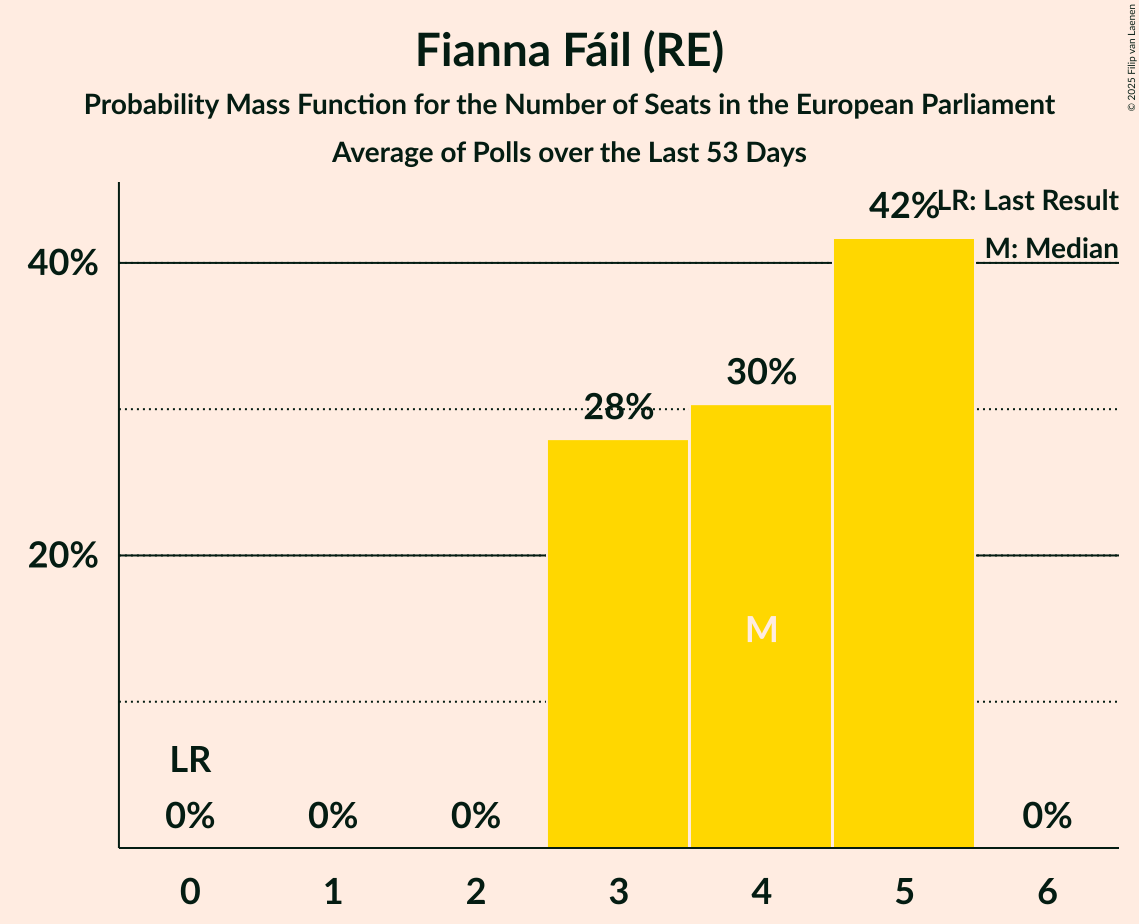 Fianna Fáil (RE)
Probability Mass Function for the Number of Seats in the European Parliament
Average of Polls over the Last 53 Days
© 2025 Filip van Laenen
LR: Last Result
M: Median
40%
20%
42%
30%
28%
M
LR
0%
0%
0%
0%
0
1
2
3
4
5
6